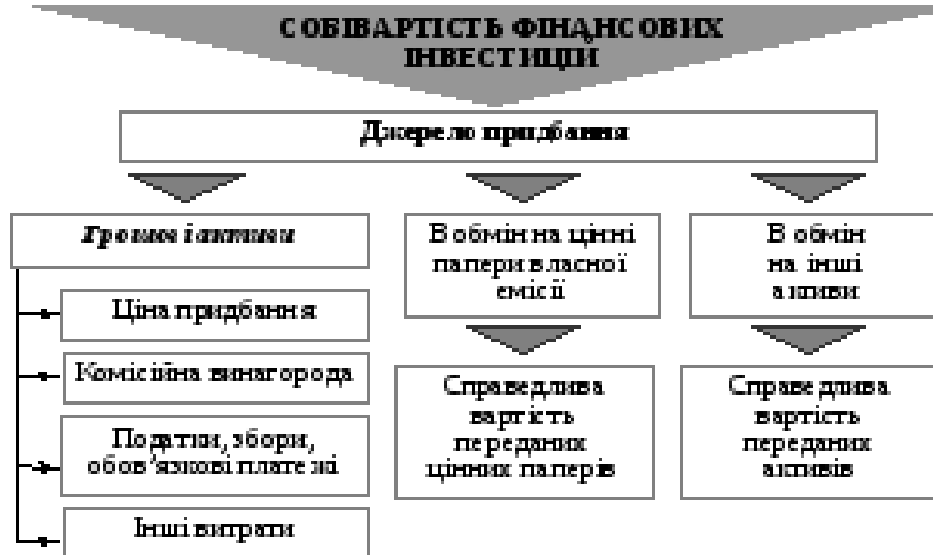 СОБІВАРТІСТЬ ФІНАНСОВИХ
ІНВЕСТИЦІЙ
Джерело придбання
Грошові активи
Ціна придбання
Комісійна винагорода
Податки, збори,
обов’язкові платежі
Інші витрати
В обмін на цінні
папери власної
емісії
Справедлива
вартість
переданих
цінних паперів
В обмін
на інші
активи
Справедлива
вартість
переданих
активів